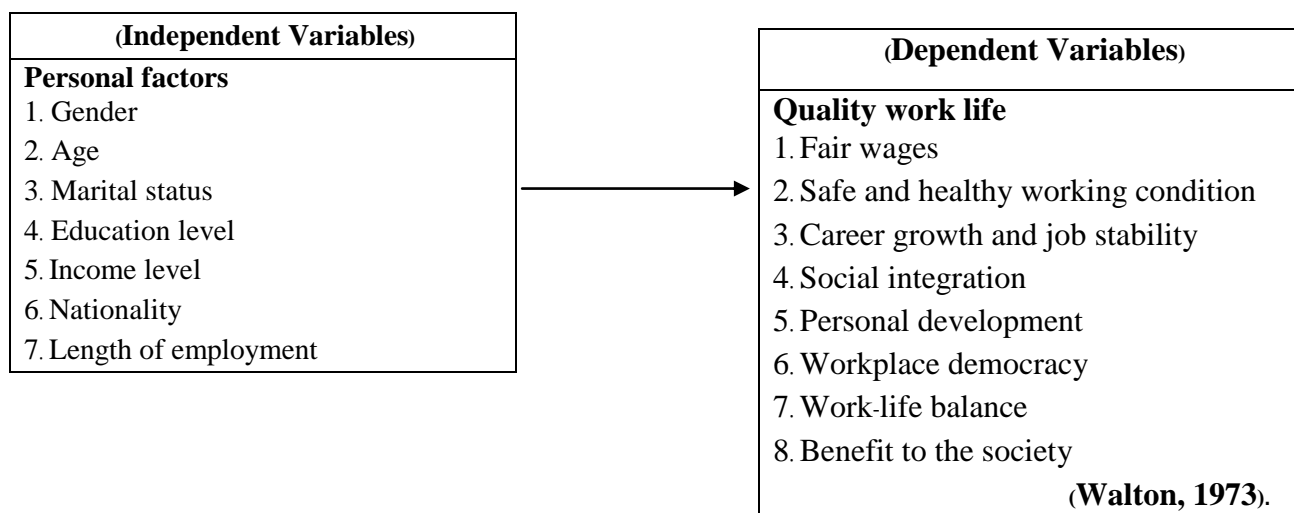 (Independent Variables)
Personal factors
1. Gender
2. Age
3. Marital status
4. Education level
5. Income level
6. Nationality
7. Length of employment
(Dependent Variables)
Quality work life
1. Fair wages
2. Safe and healthy working condition
3. Career growth and job stability
4. Social integration
5. Personal development
6. Workplace democracy
7. Work-life balance
8. Benefit to the society
(Walton, 1973).